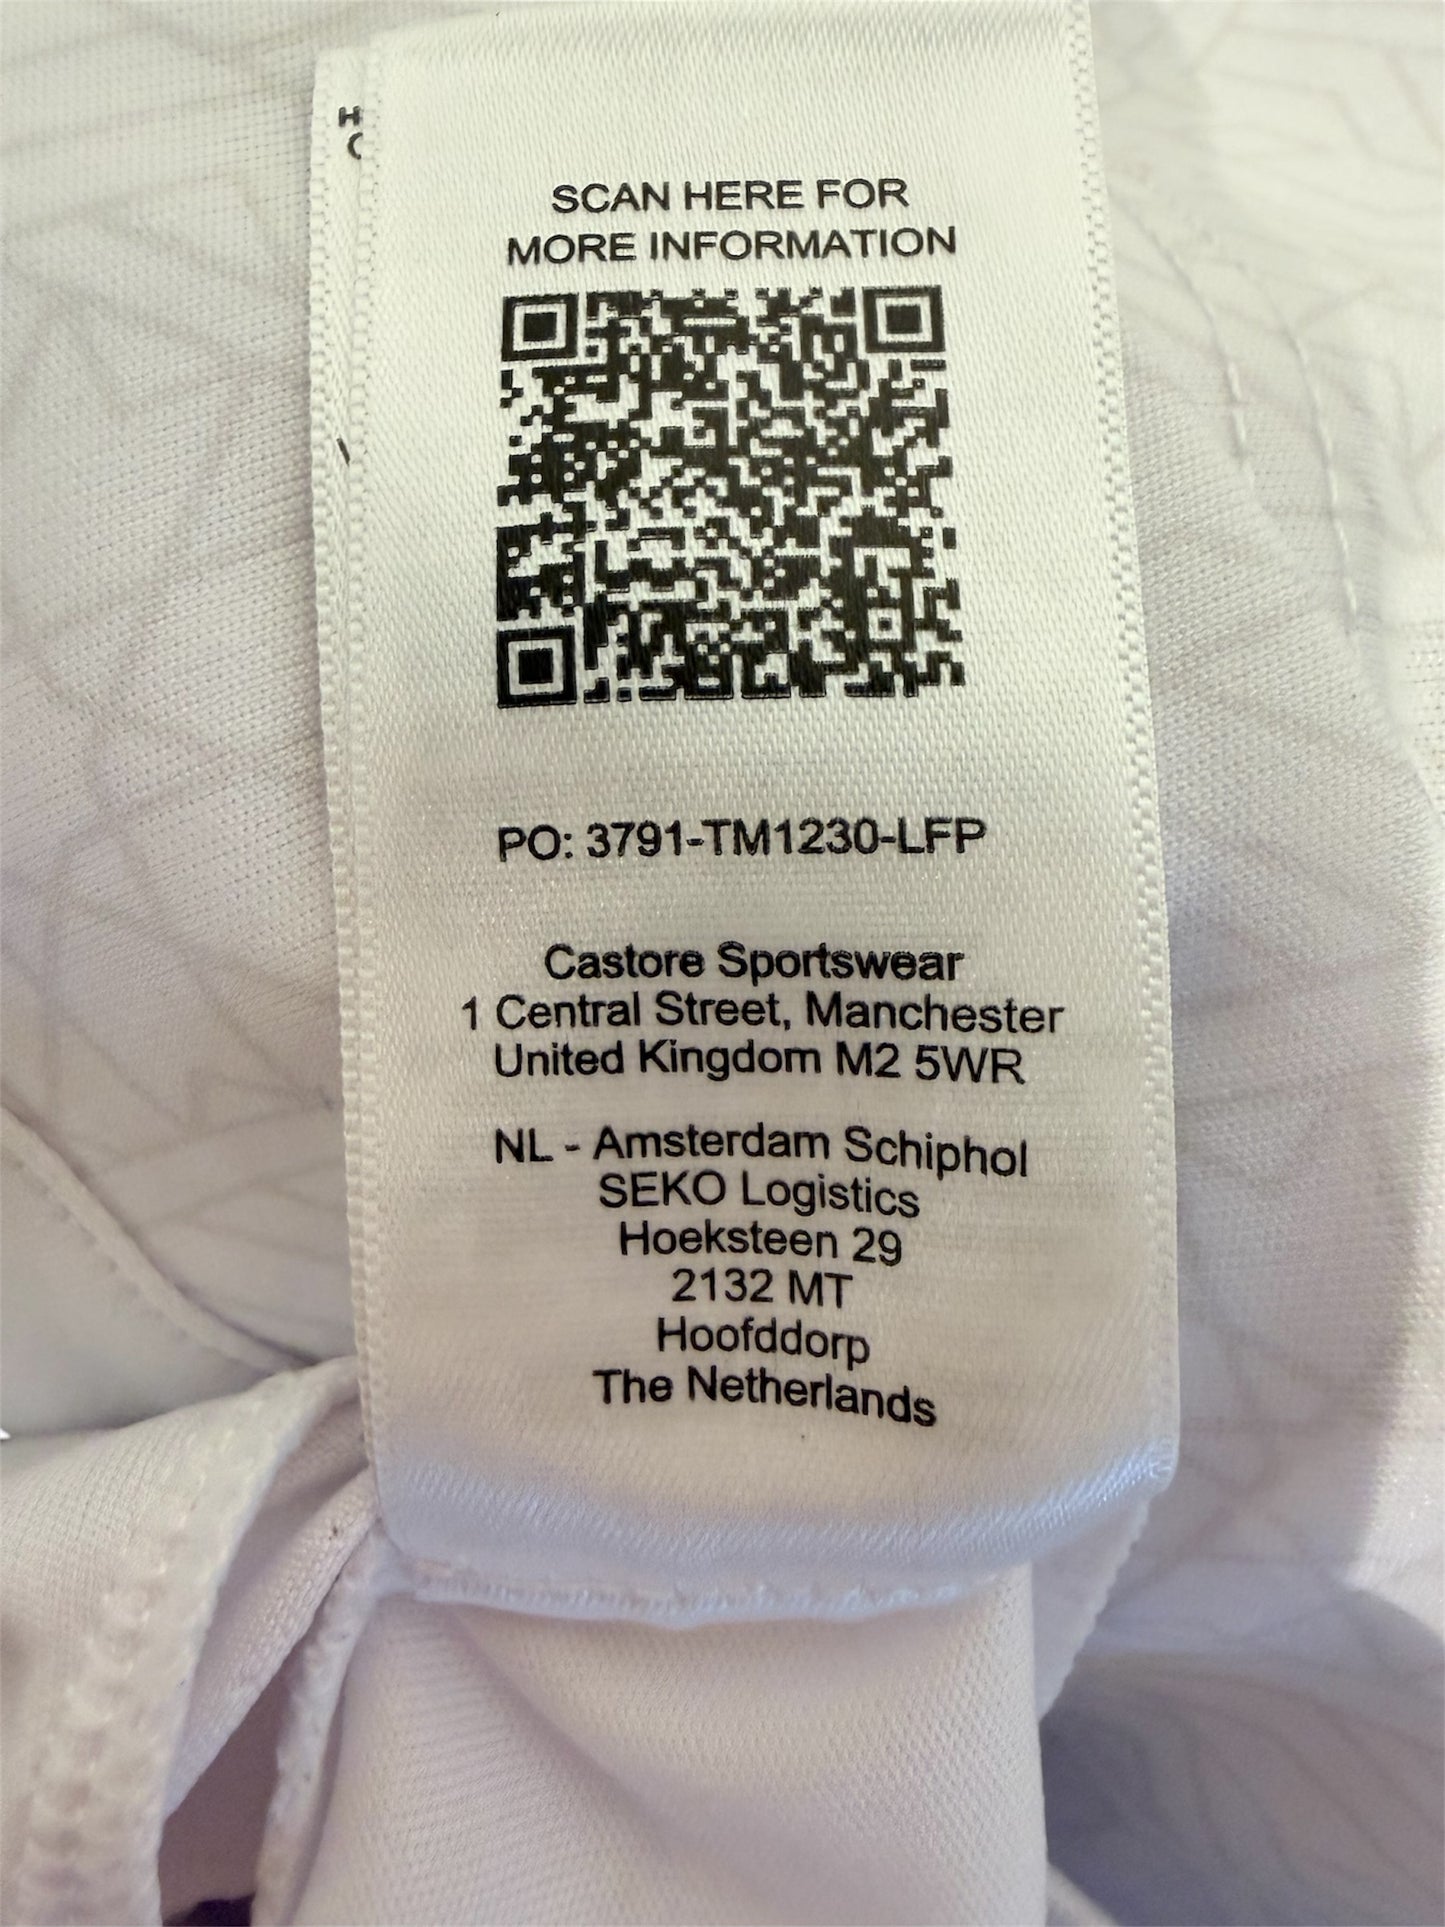 H
C
SCAN HERE FOR
MORE INFORMATION
PO: 3791-TM1230-LFP
Castore Sportswear
1 Central Street, Manchester
United Kingdom M2 5WR
NL - Amsterdam Schiphol
SEKO Logistics
Hoeksteen 29
2132 MT
Hoofddorp
The Netherlands